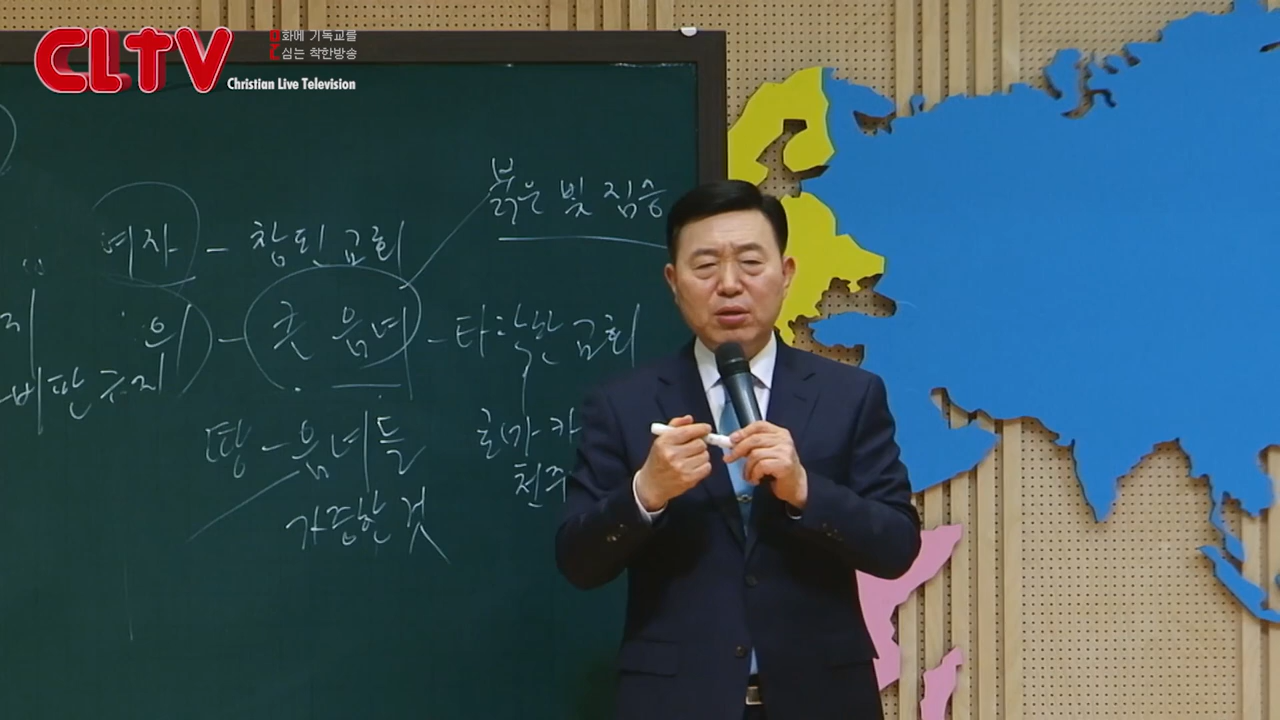 CLTV
문화에 기독교를
심는 착한방송
Christian Live Television
붉은 빛 짐승
여자 - 참된 교회
큰 음녀 - 타락한 교회
비판
땅 - 음녀들
로마 카
천주
가증한 것